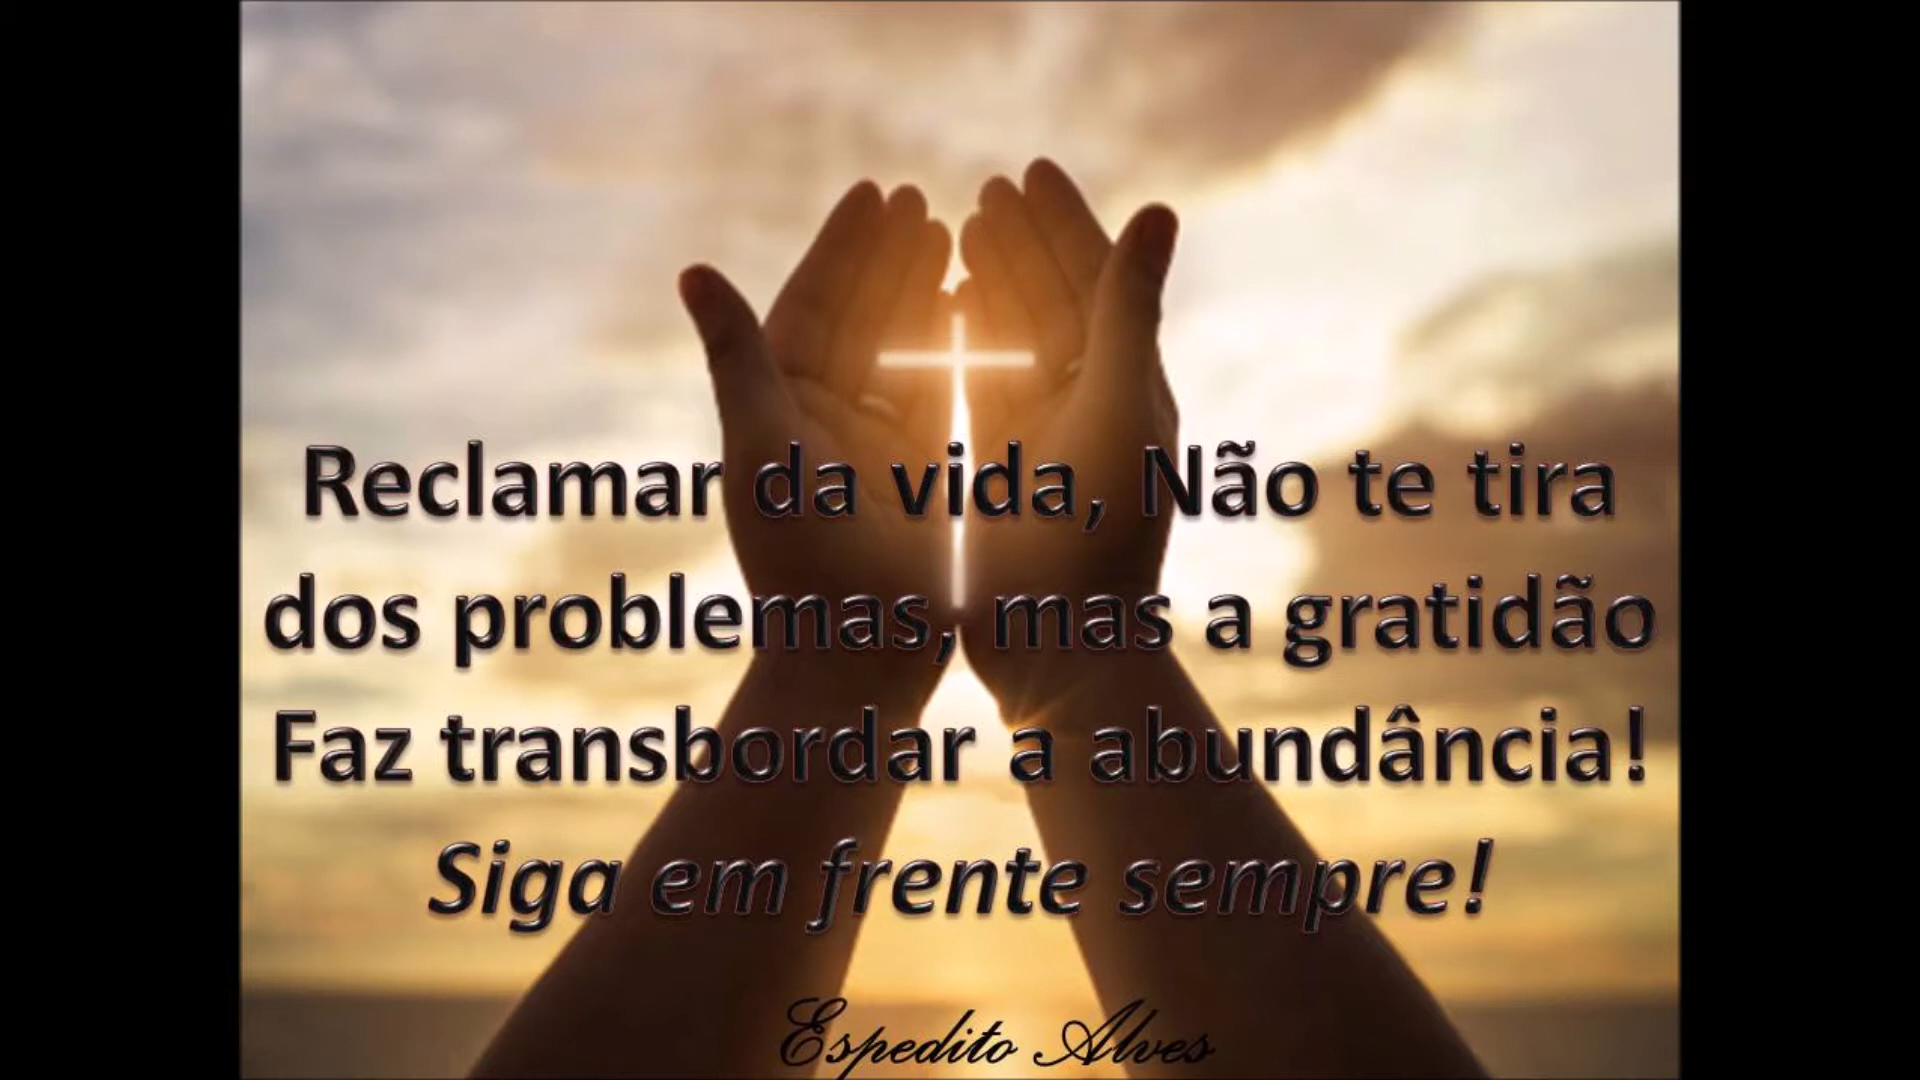 Reclamar da vida, Não te tira
dos problemas, mas a gratidão
Faz transbordar a abundância!
Siga em frente sempre!
Espedito Alves